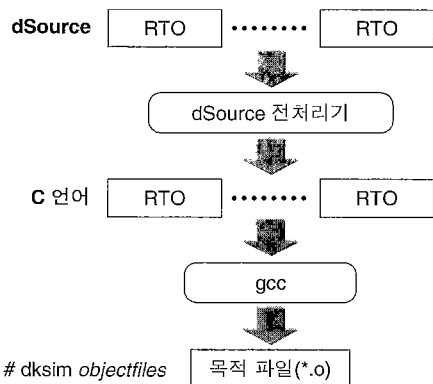 dSource RTO ········ RTO
dSource 전처리기
C 언어 RTO ········ RTO
gcc
# dksim objectfiles 목적 파일(*.o)